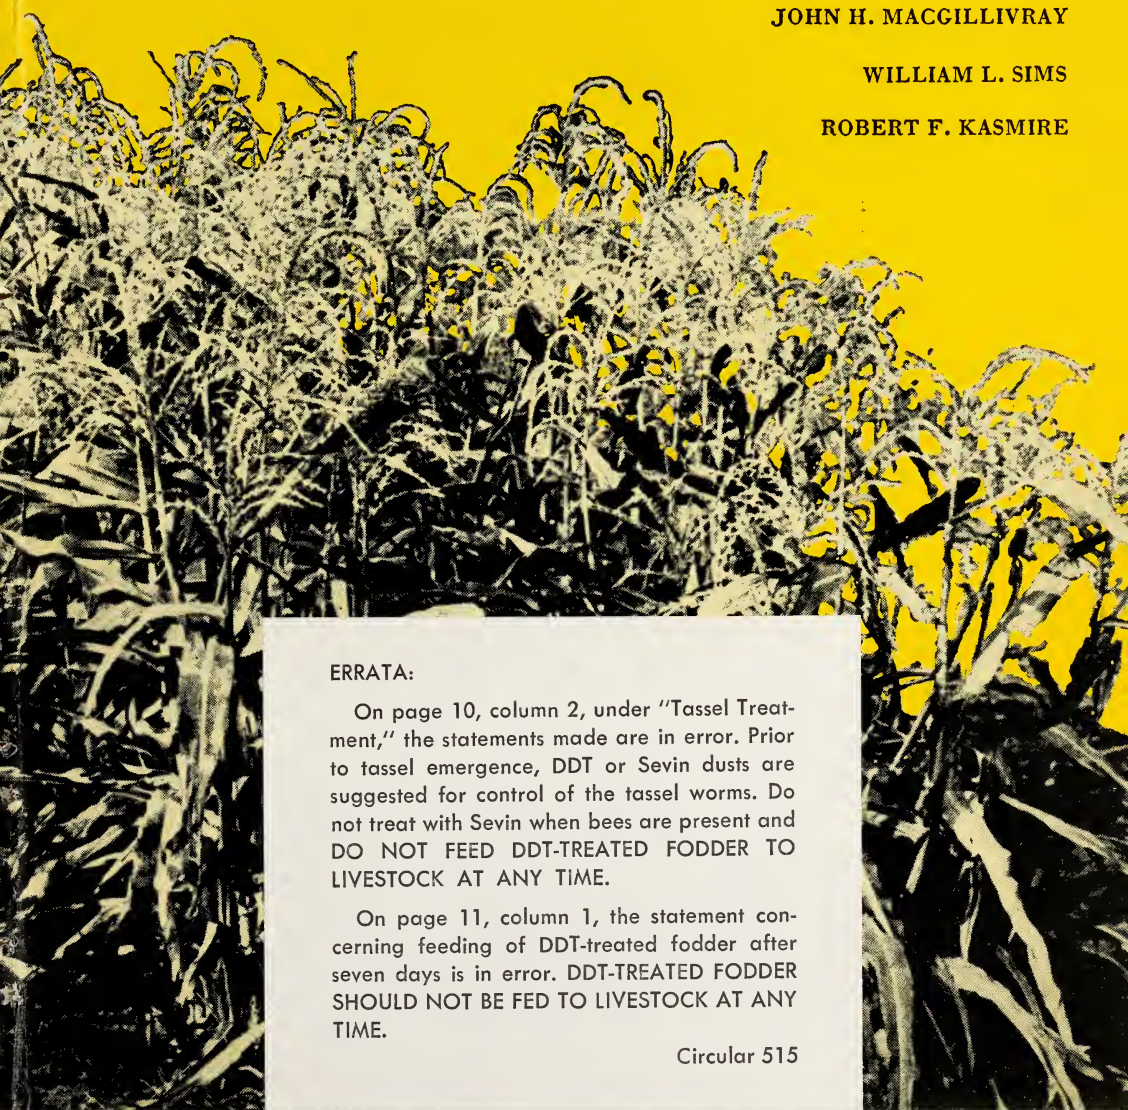 JOHN H. MACGILLIVRAY
WILLIAM L. SIMS
ROBERT F. KASMIRE
ERRATA:
On page 10, column 2, under "Tassel Treat-
ment," the statements made are in error. Prior
to tassel emergence, DDT or Sevin dusts are
suggested for control of the tassel worms. Do
not treat with Sevin when bees are present and
DO NOT FEED DDT-TREATED FODDER TO
LIVESTOCK AT ANY TIME.
On page 11, column 1, the statement con-
cerning feeding of DDT-treated fodder after
seven days is in error. DDT-TREATED FODDER
SHOULD NOT BE FED TO LIVESTOCK AT ANY
TIME.
Circular 515